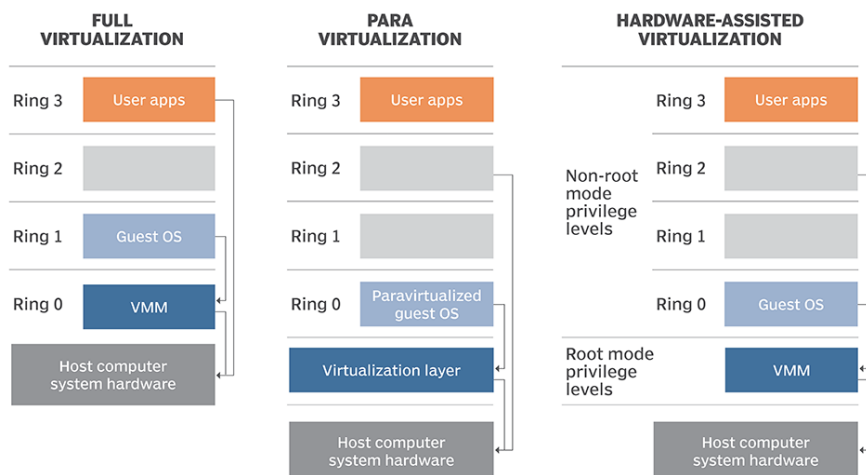 FULL
VIRTUALIZATION
Ring 3
User apps
Ring 2
Ring 1
Guest OS
Ring 0
VMM
Host computer
system hardware
PARA
VIRTUALIZATION
Ring 3
User apps
Ring 2
Ring 1
Ring 0
Paravirtualized
guest OS
Virtualization layer
Host computer
system hardware
HARDWARE-ASSISTED
VIRTUALIZATION
Non-root
mode
privilege
levels
Ring 3
User apps
Ring 2
Ring 1
Ring 0
Guest OS
Root mode
privilege levels
VMM
Host computer
system hardware